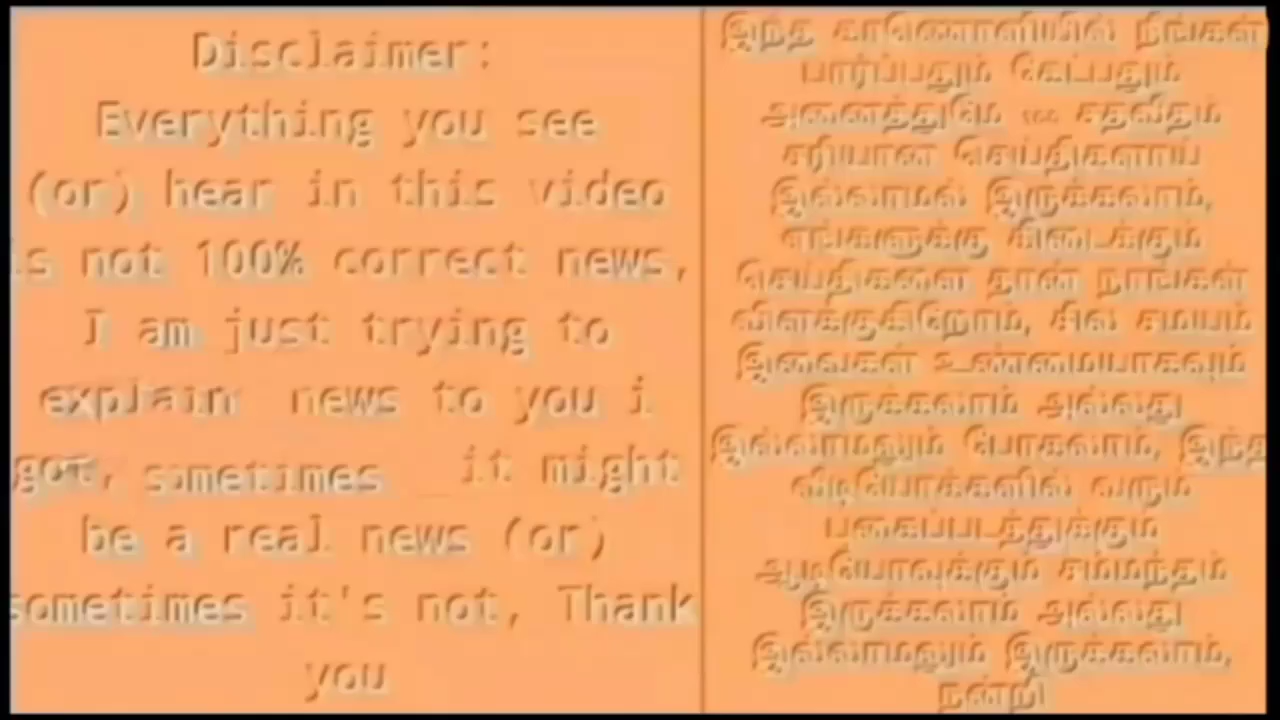 Disclaimer:
Everything you see
(or) hear in this video
is not 100% correct news,
I am just trying to
explain news to you i
got, sometimes it might
be a real news (or)
sometimes it's not, Thank
you
இந்த காணொளியில் நீங்கள்
பார்ப்பதும் கேட்பதும்
அனைத்துமே 100 சதவீதம்
சரியான செய்திகளாய்
இல்லாமல் இருக்கலாம்,
எங்களுக்கு கிடைக்கும்
செய்திகளை தான் நாங்கள்
விளக்குகிறோம், சில சமயம்
இவைகள் உண்மையாகவும்
இருக்கலாம் அல்லது
இல்லாமலும் போகலாம், இந்த
வீடியோக்களில் வரும்
புகைப்படத்துக்கும்
ஆடியோவுக்கும் சம்மந்தம்
இருக்கலாம் அல்லது
இல்லாமலும் இருக்கலாம்,
நன்றி